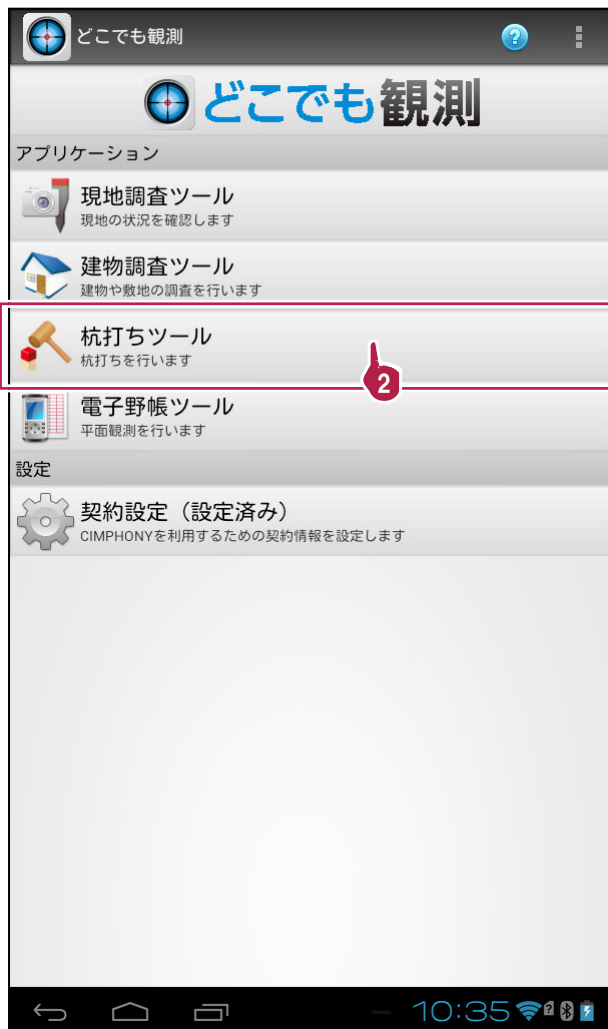 どこでも観測
どこでも観測
アプリケーション
現地調査ツール
現地の状況を確認します
建物調査ツール
建物や敷地の調査を行います
杭打ちツール
杭打ちを行います
2
電子野帳ツール
平面観測を行います
設定
契約設定（設定済み）
CIMPHONYを利用するための契約情報を設定します
10:35